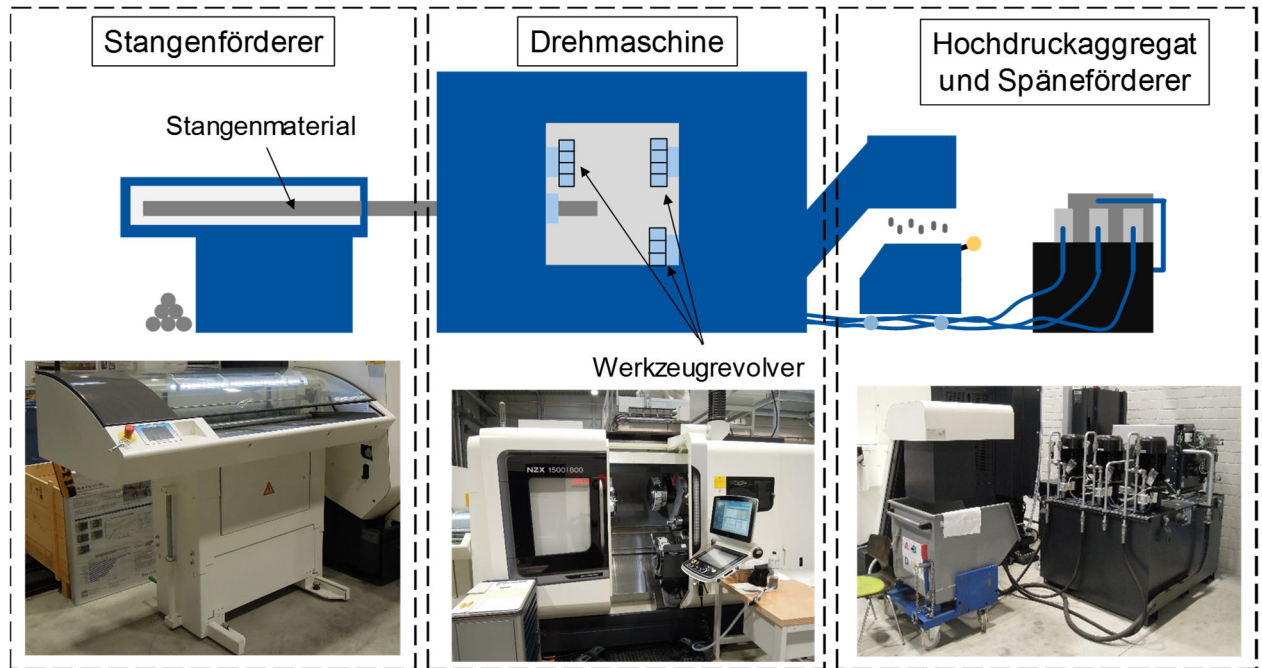 Stangenförderer
Stangenmaterial
Drehmaschine
Werkzeugrevolver
Hochdruckaggregat
und Späneförderer
NZX 1500|800